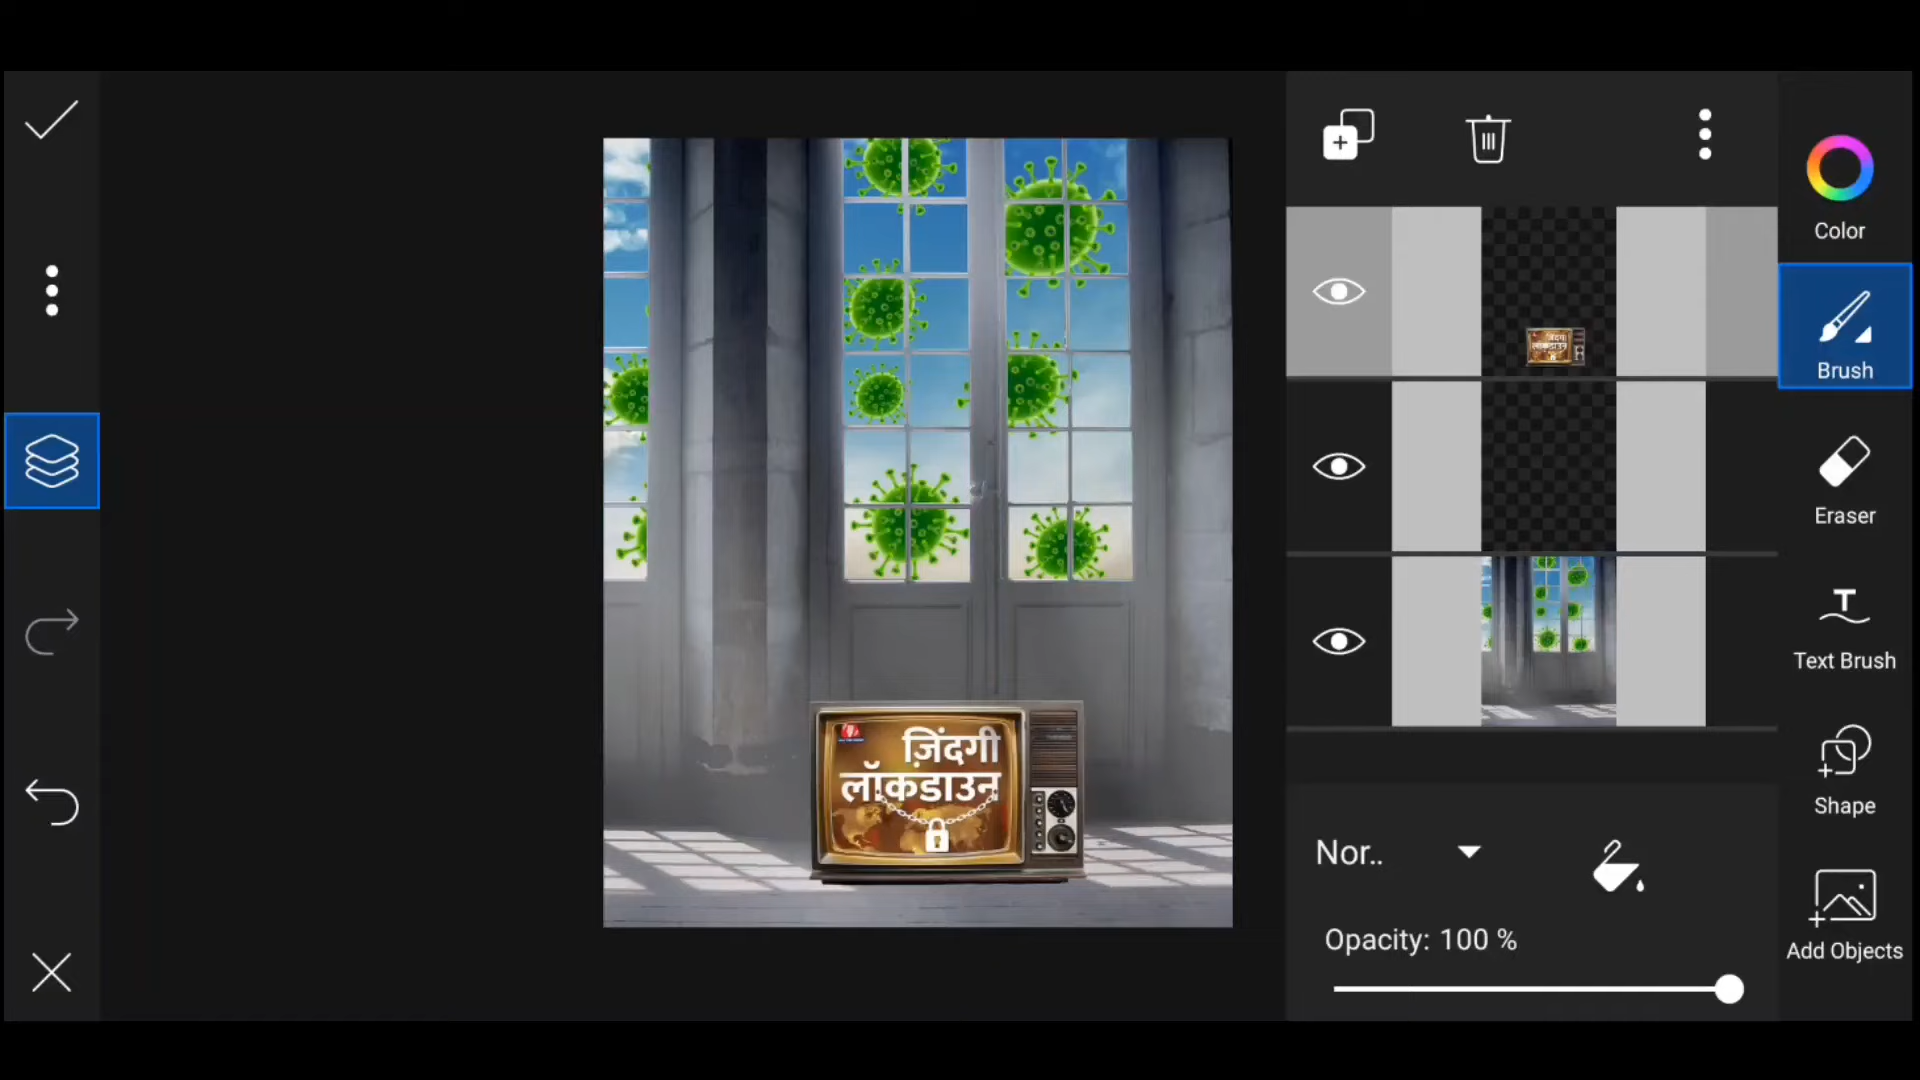 Color
Brush
Eraser
Text Brush
Shape
Add Objects
Nor..
Opacity: 100 %
ज़िंदगी
लॉकडाउन